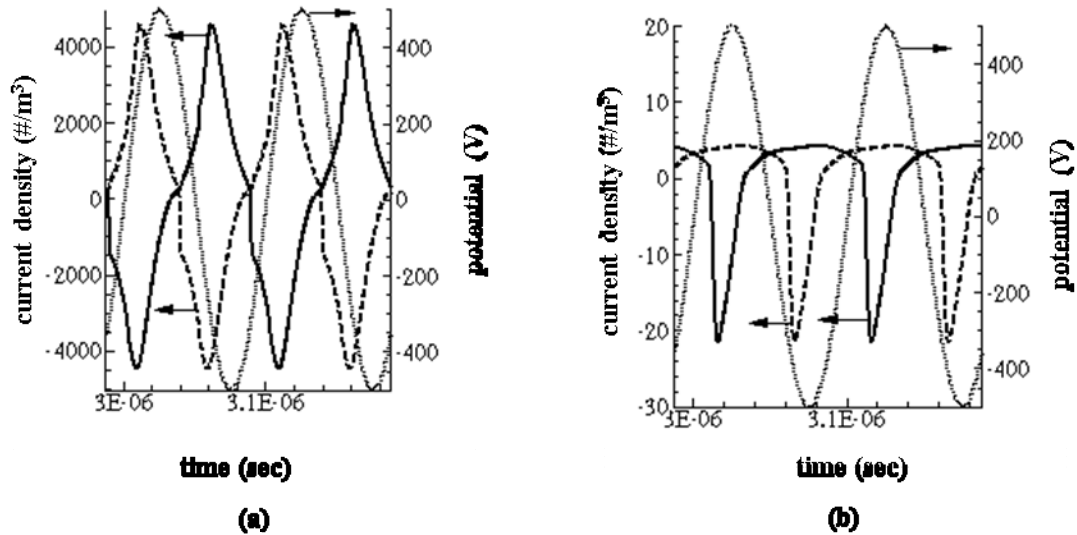 current density (#/m³)
4000
2000
0
-2000
-4000
400
200
0
-200
-400
potential (V)
3E-06
3.1E-06
time (sec)
(a)
current density (#/m³)
20
10
0
-10
-20
-30
400
200
0
-200
-400
potential (V)
3E-06
3.1E-06
time (sec)
(b)